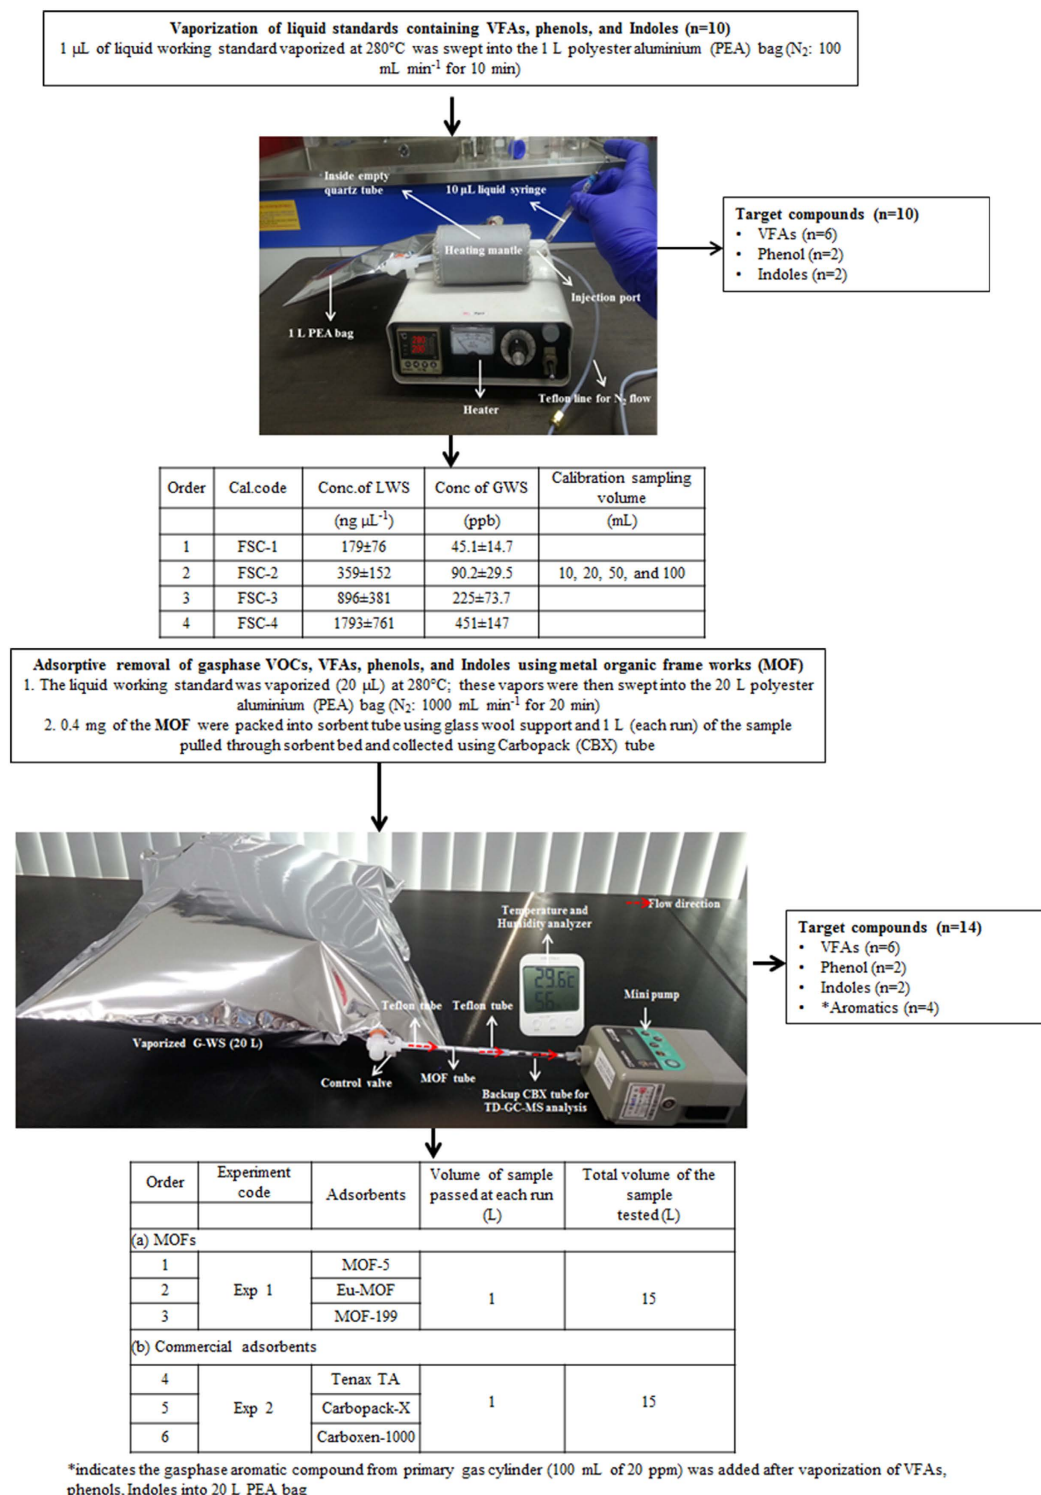 Vaporization of liquid standards containing VFAs, phenols, and Indoles (n=10)
1 µL of liquid working standard vaporized at 280°C was swept into the 1 L polyester aluminium (PEA) bag (N₂: 100
mL min⁻¹ for 10 min)
Inside empty
quartz tube
10 µL liquid syringe
Heating mantle
Injection port
1 L PEA bag
Heater
Teflon line for N₂ flow
Target compounds (n=10)
• VFAs (n=6)
• Phenol (n=2)
• Indoles (n=2)
Order Cal.code Conc.of LWS Conc of GWS Calibration sampling
volume
(ng µL⁻¹) (ppb) (mL)
1 FSC-1 179±76 45.1±14.7
2 FSC-2 359±152 90.2±29.5 10, 20, 50, and 100
3 FSC-3 896±381 225±73.7
4 FSC-4 1793±761 451±147
Adsorptive removal of gasphase VOCs, VFAs, phenols, and Indoles using metal organic frame works (MOF)
1. The liquid working standard was vaporized (20 µL) at 280°C; these vapors were then swept into the 20 L polyester
aluminium (PEA) bag (N₂: 1000 mL min⁻¹ for 20 min)
2. 0.4 mg of the MOF were packed into sorbent tube using glass wool support and 1 L (each run) of the sample
pulled through sorbent bed and collected using Carbopack (CBX) tube
Flow direction
Temperature and
Humidity analyzer
29.6c
56
Teflon tube
Teflon tube
Mini pump
Vaporized G-WS (20 L)
Control valve
MOF tube
Backup CBX tube for
TD-GC-MS analysis
Target compounds (n=14)
• VFAs (n=6)
• Phenol (n=2)
• Indoles (n=2)
• *Aromatics (n=4)
Order Experiment
code Adsorbents Volume of sample
passed at each run
(L) Total volume of the
sample
tested (L)
(a) MOFs
1 Exp 1 MOF-5 1 15
2 Eu-MOF
3 MOF-199
(b) Commercial adsorbents
4 Exp 2 Tenax TA 1 15
5 Carbopack-X
6 Carboxen-1000
*indicates the gasphase aromatic compound from primary gas cylinder (100 mL of 20 ppm) was added after vaporization of VFAs,
phenols, Indoles into 20 L PEA bag